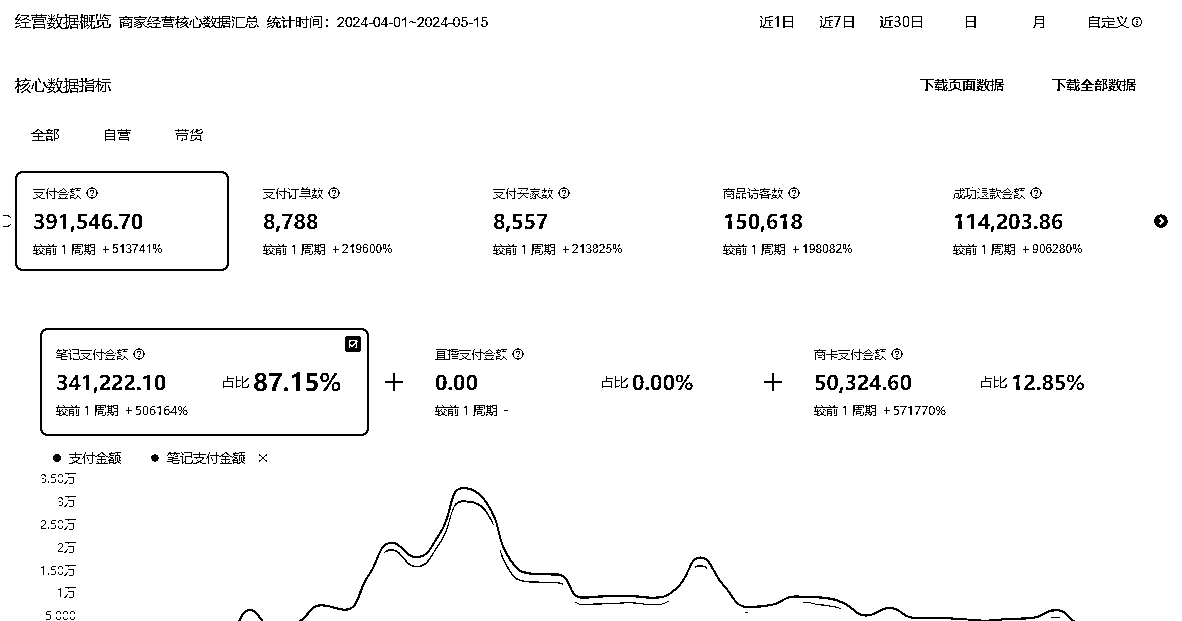 经营数据概览 商家经营核心数据汇总 统计时间：2024-04-01~2024-05-15 近1日 近7日 近30日 日 月 自定义
核心数据指标 下载页面数据 下载全部数据
全部 自营 带货
支付金额 支付订单数 支付买家数 商品访客数 成功退款金额
391,546.70 8,788 8,557 150,618 114,203.86
较前 1 周期 +513741% 较前 1 周期 +219600% 较前 1 周期 +213825% 较前 1 周期 +198082% 较前 1 周期 +906280%
笔记支付金额 直播支付金额 商卡支付金额
341,222.10 占比 87.15% + 0.00 占比 0.00% + 50,324.60 占比 12.85%
较前 1 周期 +506164% 较前 1 周期 - 较前 1 周期 +571770%
支付金额 笔记支付金额 ×
3.50万
3万
2.50万
2万
1.50万
1万
5,000